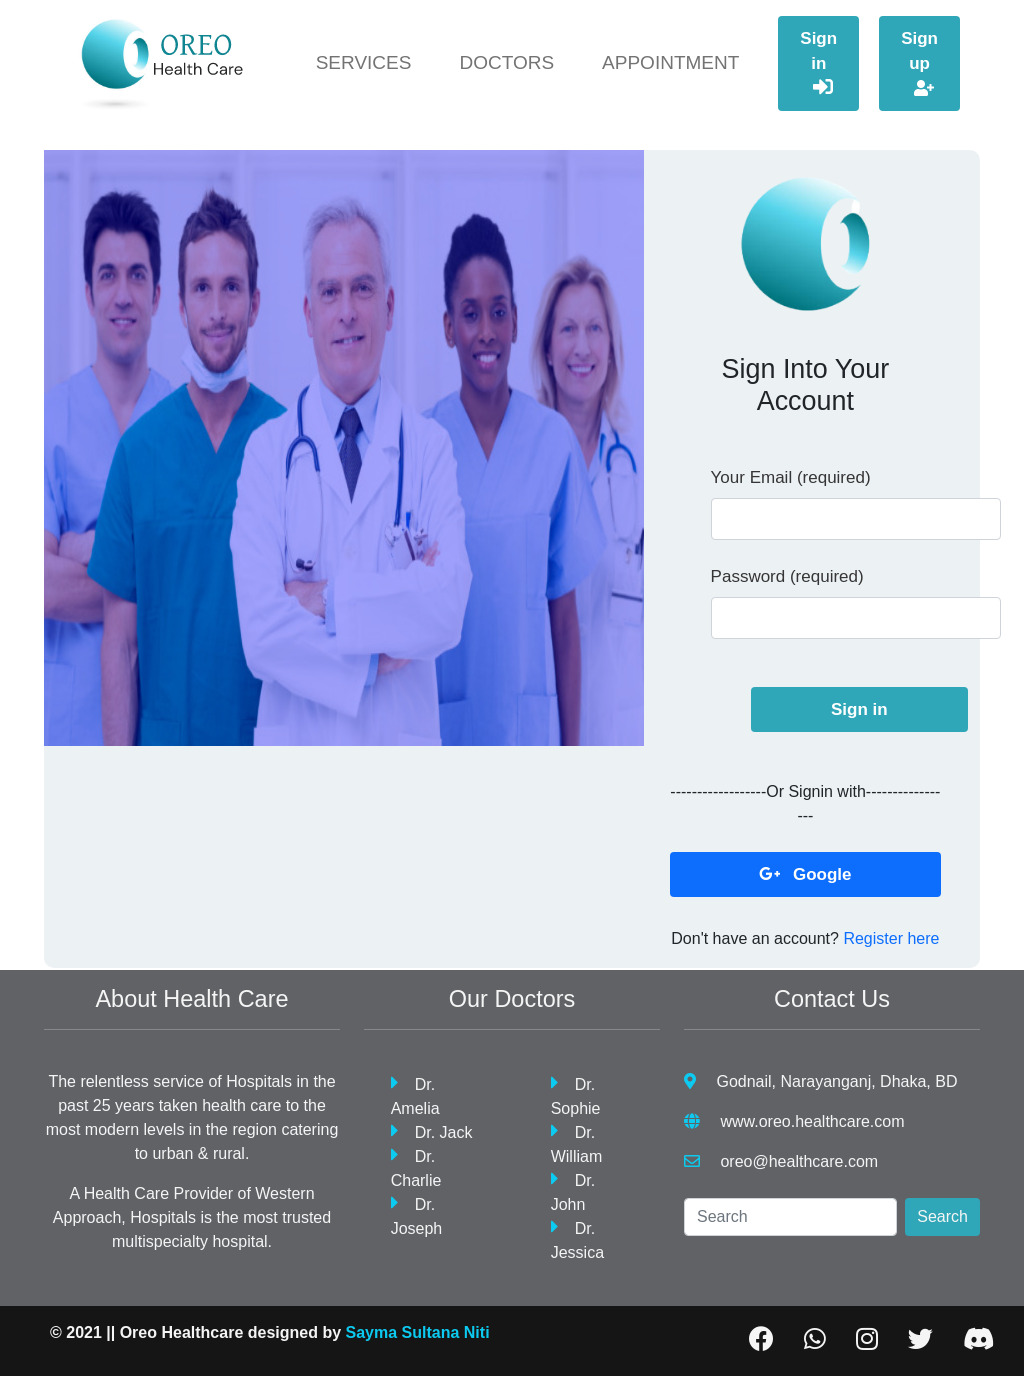 OREO
Health Care
SERVICES
DOCTORS
APPOINTMENT
Sign
in
Sign
up
Sign Into Your
Account
Your Email (required)
Password (required)
Sign in
------------------Or Signin with--------------
---
G+ Google
Don't have an account? Register here
About Health Care
The relentless service of Hospitals in the
past 25 years taken health care to the
most modern levels in the region catering
to urban & rural.
A Health Care Provider of Western
Approach, Hospitals is the most trusted
multispecialty hospital.
Our Doctors
Dr.
Amelia
Dr. Jack
Dr.
Charlie
Dr.
Joseph
Dr.
Sophie
Dr.
William
Dr.
John
Dr.
Jessica
Contact Us
Godnail, Narayanganj, Dhaka, BD
www.oreo.healthcare.com
oreo@healthcare.com
Search
Search
© 2021 || Oreo Healthcare designed by Sayma Sultana Niti